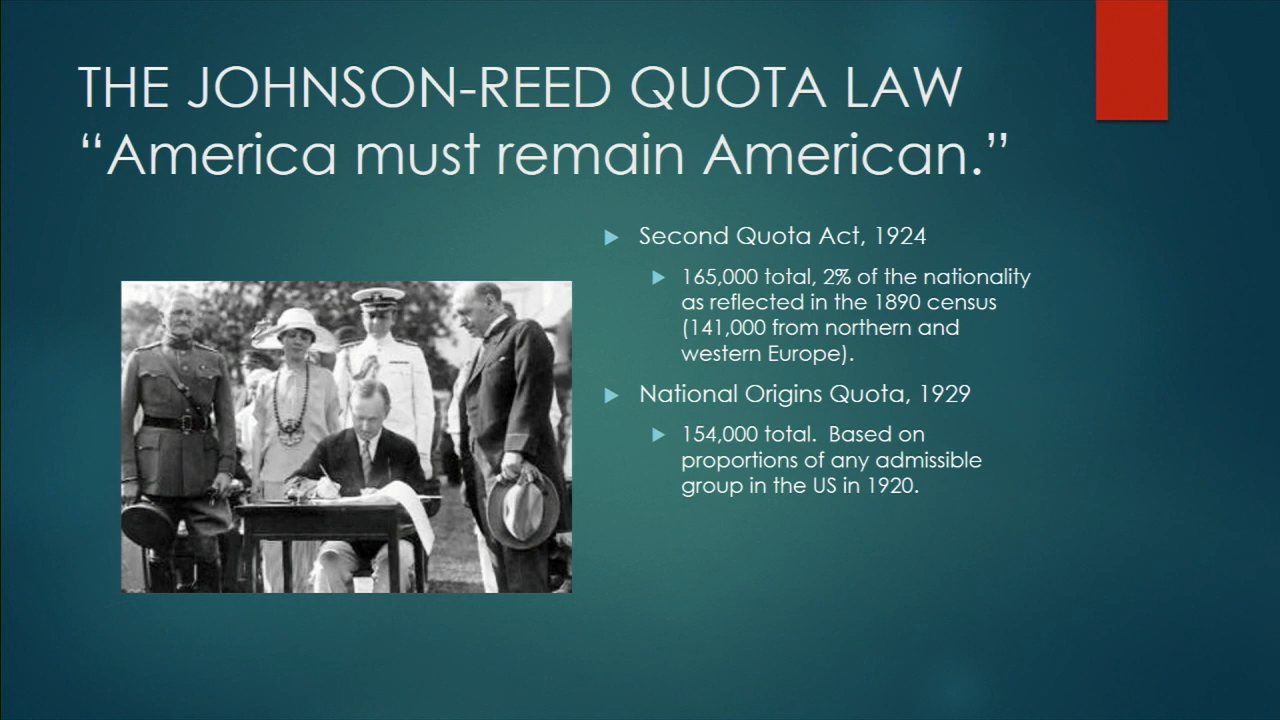 THE JOHNSON-REED QUOTA LAW
“America must remain American.”
Second Quota Act, 1924
165,000 total, 2% of the nationality
as reflected in the 1890 census
(141,000 from northern and
western Europe).
National Origins Quota, 1929
154,000 total.  Based on
proportions of any admissible
group in the US in 1920.